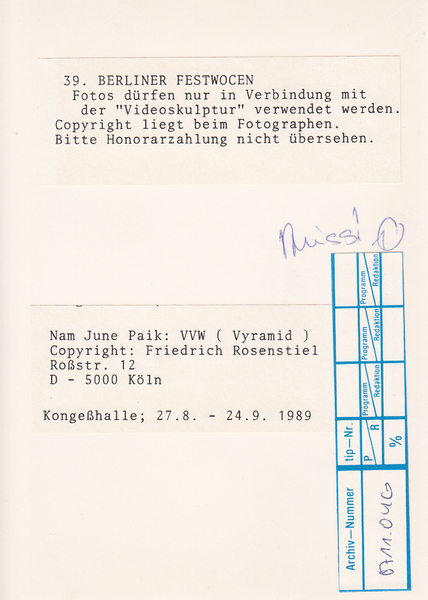 39. BERLINER FESTWOCEN
Fotos dürfen nur in Verbindung mit
der "Videoskulptur" verwendet werden.
Copyright liegt beim Fotographen.
Bitte Honorarzahlung nicht übersehen.
Nam June Paik: VVW ( Vyramid )
Copyright: Friedrich Rosenstiel
Roßstr. 12
D - 5000 Köln
Kongeßhalle; 27.8. - 24.9. 1989
Programm Redaktion
Programm Redaktion
Programm Redaktion
tip-Nr. P R %
Archiv-Nummer